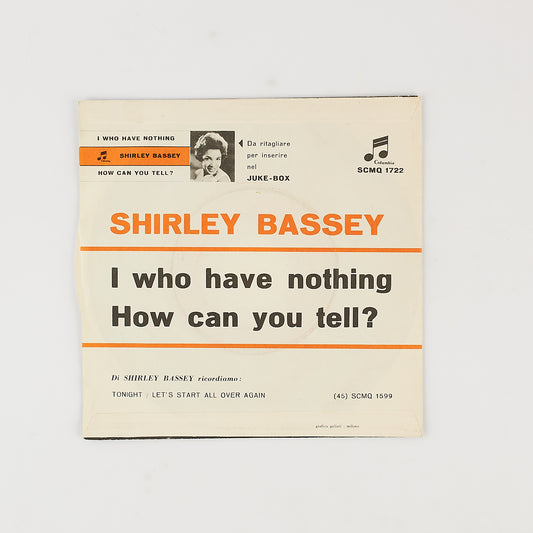 I WHO HAVE NOTHING
SHIRLEY BASSEY
HOW CAN YOU TELL?
Da ritagliare
per inserire
nel
JUKE-BOX
Columbia
SCMQ 1722
SHIRLEY BASSEY
I who have nothing
How can you tell?
Di SHIRLEY BASSEY ricordiamo:
TONIGHT / LET'S START ALL OVER AGAIN (45) SCMQ 1599